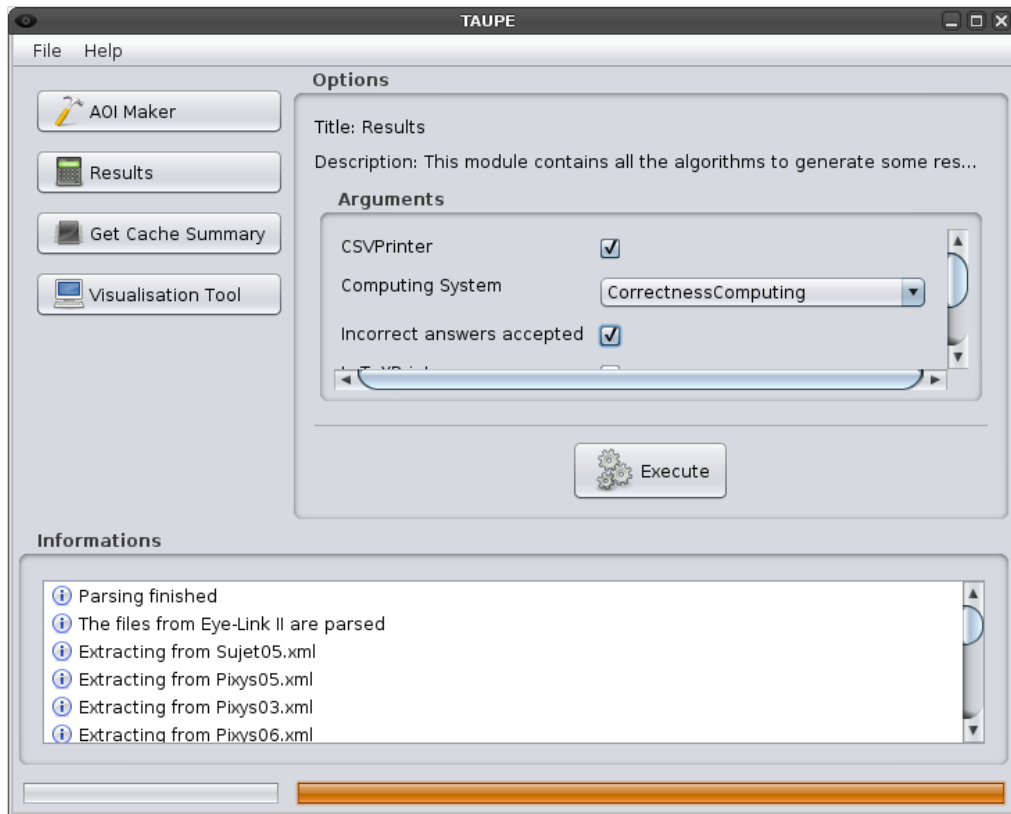 TAUPE
File Help
AOI Maker
Results
Get Cache Summary
Visualisation Tool
Options
Title: Results
Description: This module contains all the algorithms to generate some res...
Arguments
CSVPrinter
Computing System CorrectnessComputing
Incorrect answers accepted
Execute
Informations
Parsing finished
The files from Eye-Link II are parsed
Extracting from Sujet05.xml
Extracting from Pixys05.xml
Extracting from Pixys03.xml
Extracting from Pixys06.xml